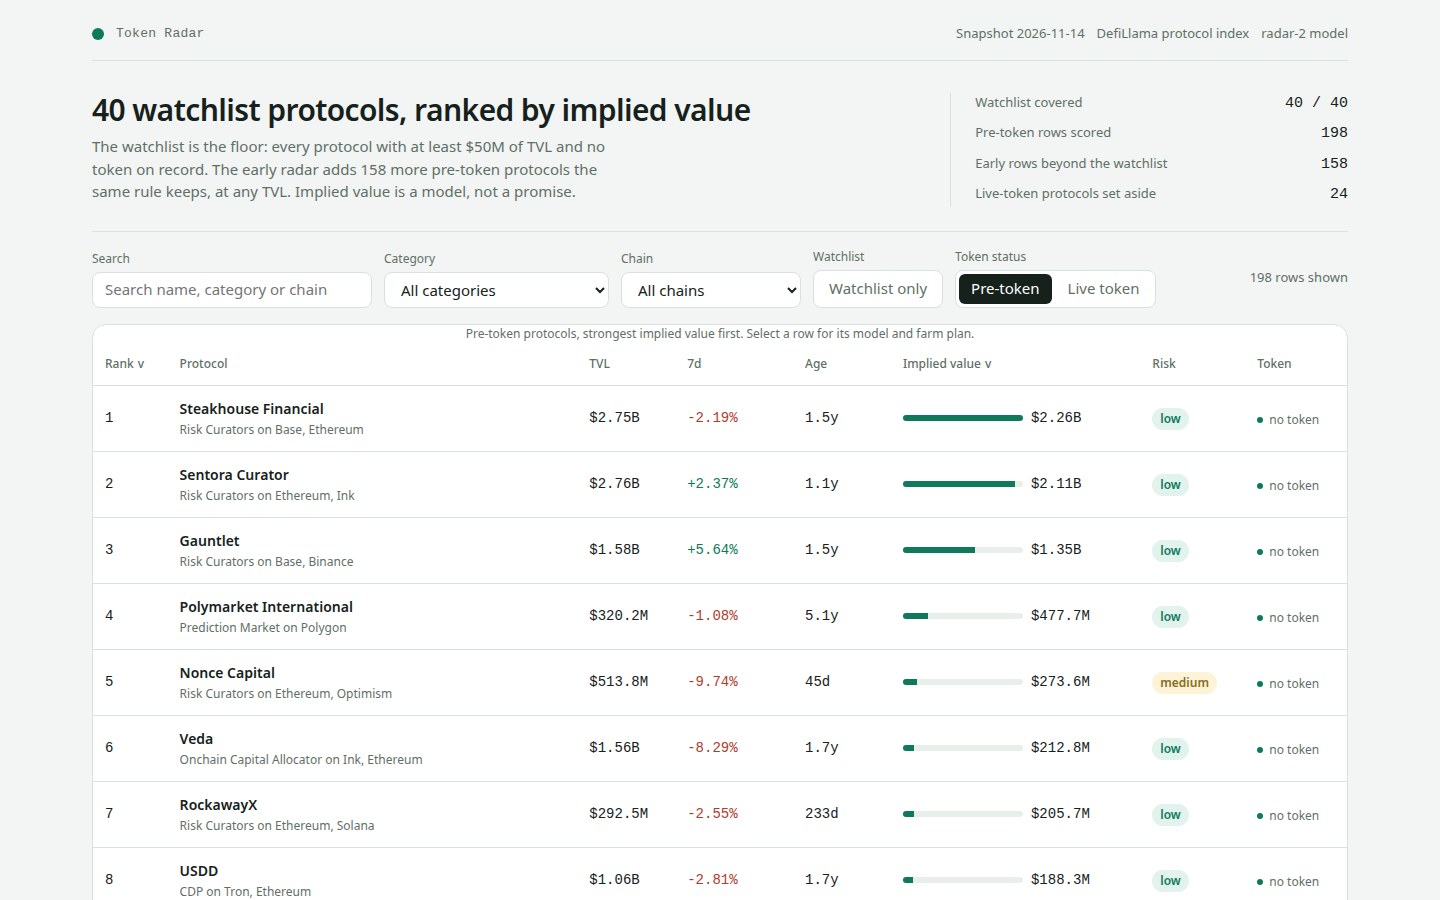 Token Radar
Snapshot 2026-11-14 DefiLlama protocol index radar-2 model
40 watchlist protocols, ranked by implied value
The watchlist is the floor: every protocol with at least $50M of TVL and no
token on record. The early radar adds 158 more pre-token protocols the
same rule keeps, at any TVL. Implied value is a model, not a promise.
Watchlist covered 40 / 40
Pre-token rows scored 198
Early rows beyond the watchlist 158
Live-token protocols set aside 24
Search Category Chain Watchlist Token status
Search name, category or chain All categories All chains Watchlist only Pre-token Live token 198 rows shown
Pre-token protocols, strongest implied value first. Select a row for its model and farm plan.
Rank v Protocol TVL 7d Age Implied value v Risk Token
1 Steakhouse Financial $2.75B -2.19% 1.5y $2.26B low no token
Risk Curators on Base, Ethereum
2 Sentora Curator $2.76B +2.37% 1.1y $2.11B low no token
Risk Curators on Ethereum, Ink
3 Gauntlet $1.58B +5.64% 1.5y $1.35B low no token
Risk Curators on Base, Binance
4 Polymarket International $320.2M -1.08% 5.1y $477.7M low no token
Prediction Market on Polygon
5 Nonce Capital $513.8M -9.74% 45d $273.6M medium no token
Risk Curators on Ethereum, Optimism
6 Veda $1.56B -8.29% 1.7y $212.8M low no token
Onchain Capital Allocator on Ink, Ethereum
7 RockawayX $292.5M -2.55% 233d $205.7M low no token
Risk Curators on Ethereum, Solana
8 USDD $1.06B -2.81% 1.7y $188.3M low no token
CDP on Tron, Ethereum